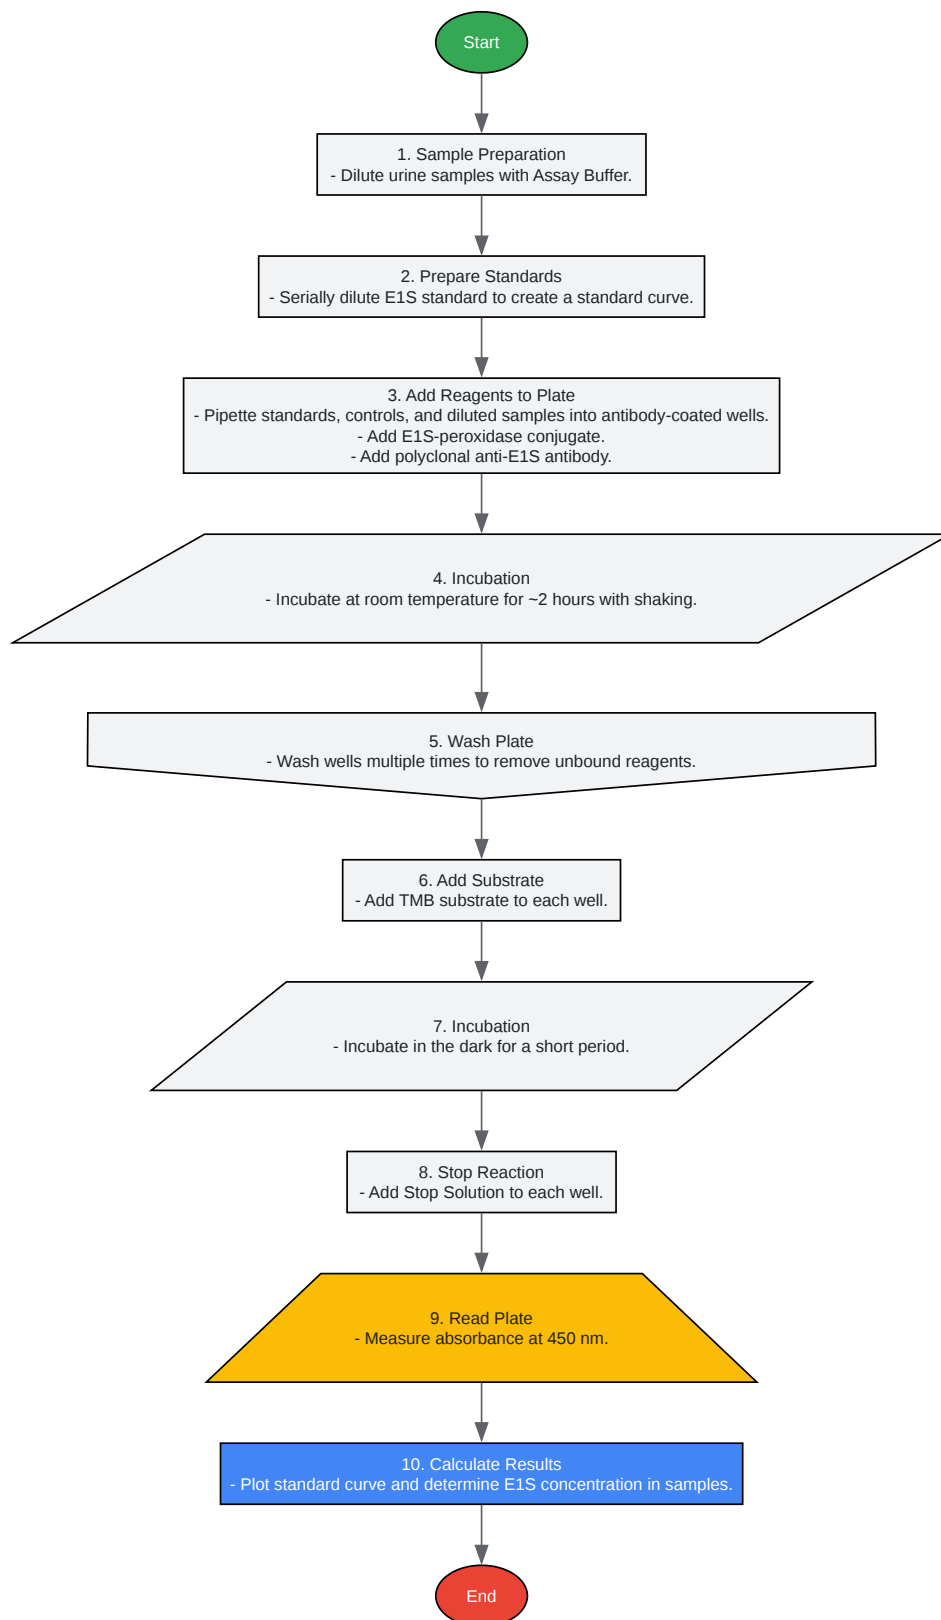 Start
1. Sample Preparation
- Dilute urine samples with Assay Buffer.
2. Prepare Standards
- Serially dilute E1S standard to create a standard curve.
3. Add Reagents to Plate
- Pipette standards, controls, and diluted samples into antibody-coated wells.
- Add E1S-peroxidase conjugate.
- Add polyclonal anti-E1S antibody.
4. Incubation
- Incubate at room temperature for ~2 hours with shaking.
5. Wash Plate
- Wash wells multiple times to remove unbound reagents.
6. Add Substrate
- Add TMB substrate to each well.
7. Incubation
- Incubate in the dark for a short period.
8. Stop Reaction
- Add Stop Solution to each well.
9. Read Plate
- Measure absorbance at 450 nm.
10. Calculate Results
- Plot standard curve and determine E1S concentration in samples.
End